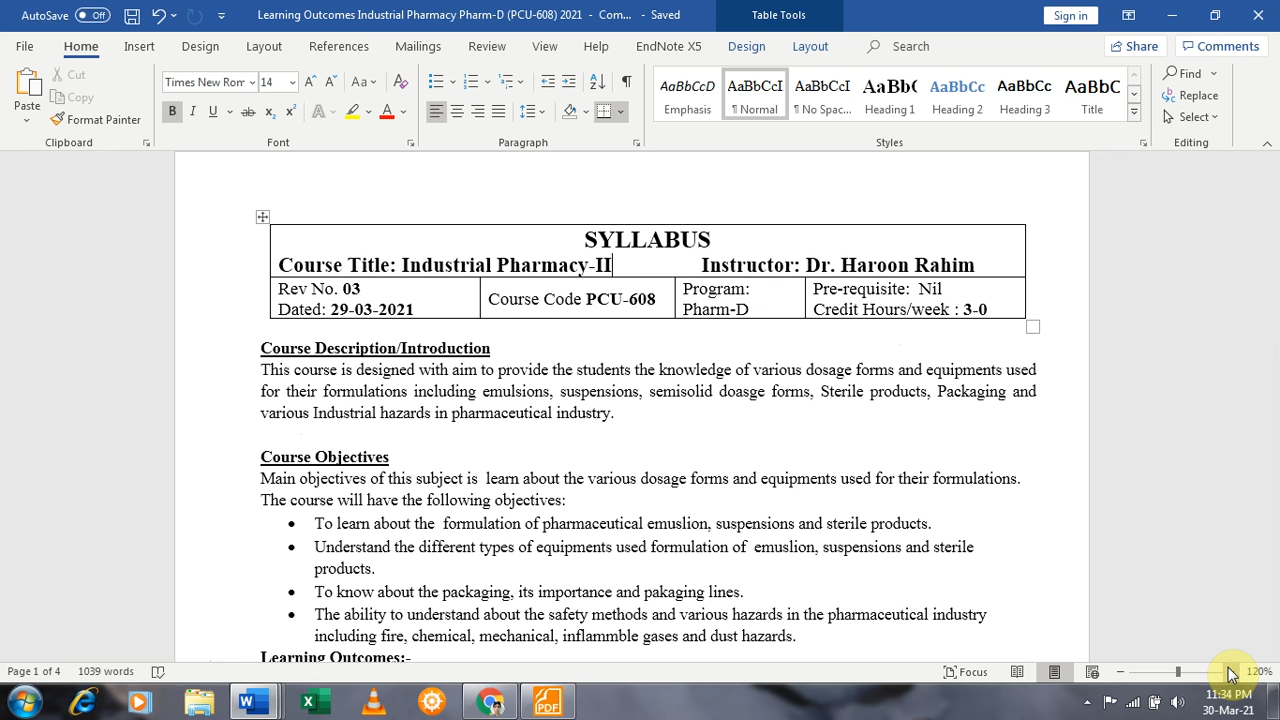 AutoSave Off Learning Outcomes Industrial Pharmacy Pharm-D (PCU-608) 2021 - Com... - Saved Table Tools Sign in
File Home Insert Design Layout References Mailings Review View Help EndNote X5 Design Layout Search Share Comments
Paste Cut Copy Format Painter
Times New Rom 14
AaBbCcD AaBbCcI AaBbCcI AaBb( AaBbCc AaBbCc AaBbC
Emphasis ¶ Normal ¶ No Spac... Heading 1 Heading 2 Heading 3 Title
Find Replace Select
Clipboard Font Paragraph Styles Editing
SYLLABUS
Course Title: Industrial Pharmacy-II Instructor: Dr. Haroon Rahim
Rev No. 03
Dated: 29-03-2021
Course Code PCU-608
Program:
Pharm-D
Pre-requisite: Nil
Credit Hours/week : 3-0
Course Description/Introduction
This course is designed with aim to provide the students the knowledge of various dosage forms and equipments used
for their formulations including emulsions, suspensions, semisolid doasge forms, Sterile products, Packaging and
various Industrial hazards in pharmaceutical industry.
Course Objectives
Main objectives of this subject is learn about the various dosage forms and equipments used for their formulations.
The course will have the following objectives:
• To learn about the formulation of pharmaceutical emuslion, suspensions and sterile products.
• Understand the different types of equipments used formulation of emuslion, suspensions and sterile
products.
• To know about the packaging, its importance and pakaging lines.
• The ability to understand about the safety methods and various hazards in the pharmaceutical industry
including fire, chemical, mechanical, inflammble gases and dust hazards.
Learning Outcomes:-
Page 1 of 4 1039 words Focus 120%
11:34 PM
30-Mar-21